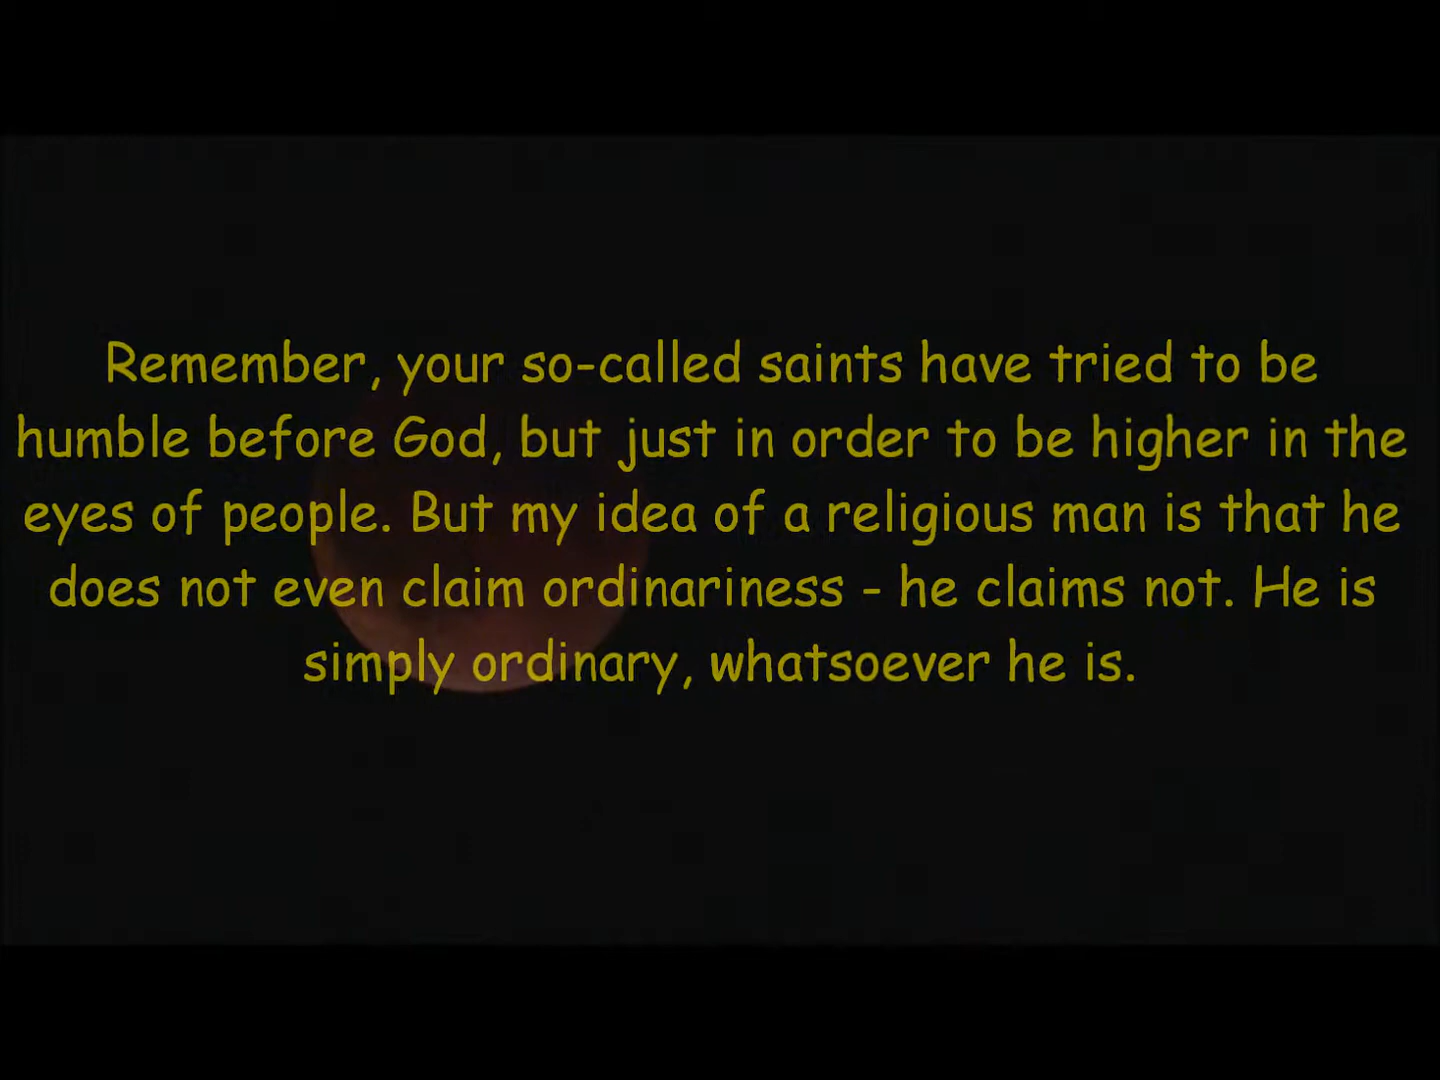 Remember, your so-called saints have tried to be
humble before God, but just in order to be higher in the
eyes of people. But my idea of a religious man is that he
does not even claim ordinariness - he claims not. He is
simply ordinary, whatsoever he is.